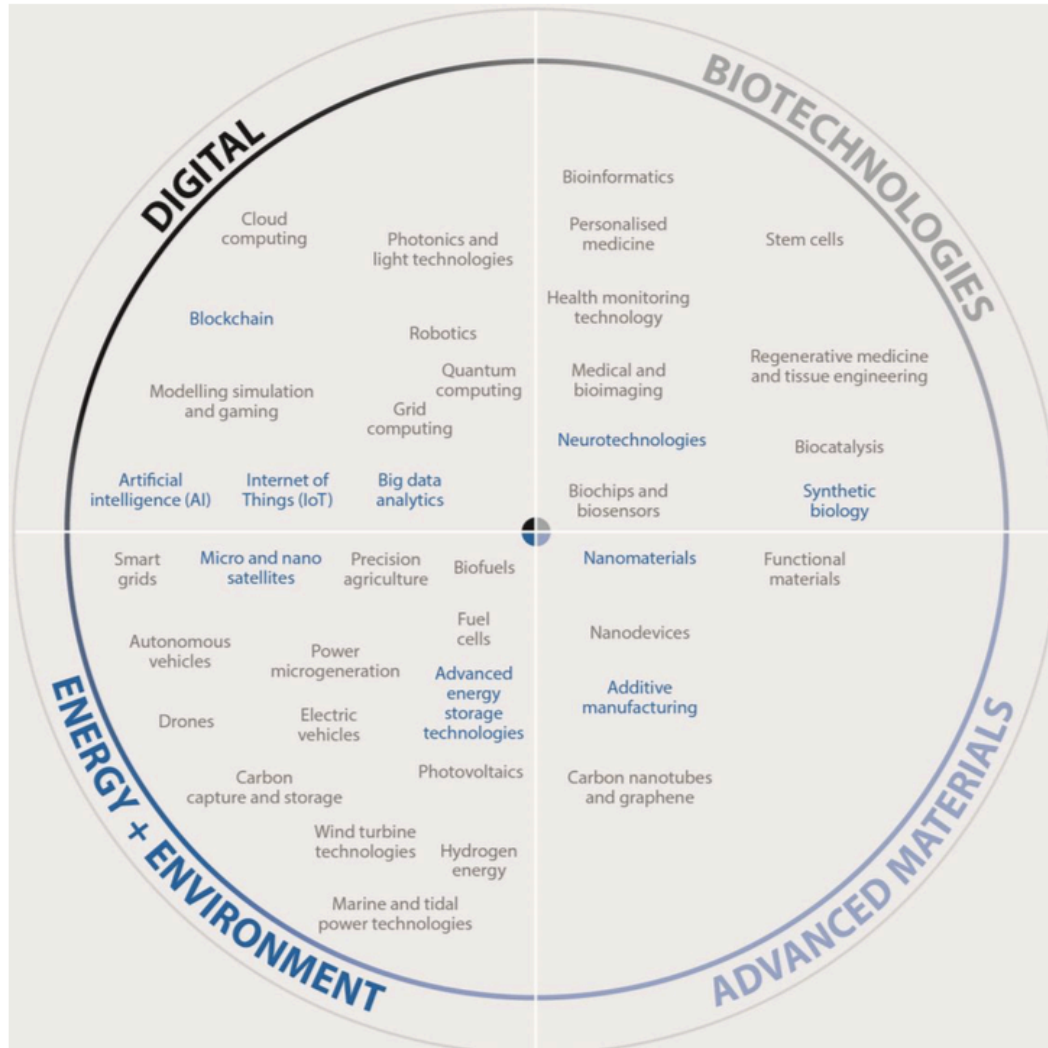 DIGITAL
Cloud
computing
Photonics and
light technologies
Blockchain
Robotics
Quantum
computing
Modelling simulation
and gaming
Grid
computing
Artificial
intelligence (AI)
Internet of
Things (IoT)
Big data
analytics
BIOTECHNOLOGIES
Bioinformatics
Personalised
medicine
Stem cells
Health monitoring
technology
Medical and
bioimaging
Regenerative medicine
and tissue engineering
Neurotechnologies
Biocatalysis
Biochips and
biosensors
Synthetic
biology
ENERGY + ENVIRONMENT
Smart
grids
Micro and nano
satellites
Precision
agriculture
Biofuels
Fuel
cells
Autonomous
vehicles
Power
microgeneration
Advanced
energy
storage
technologies
Drones
Electric
vehicles
Photovoltaics
Carbon
capture and storage
Wind turbine
technologies
Hydrogen
energy
Marine and tidal
power technologies
ADVANCED MATERIALS
Nanomaterials
Functional
materials
Nanodevices
Additive
manufacturing
Carbon nanotubes
and graphene